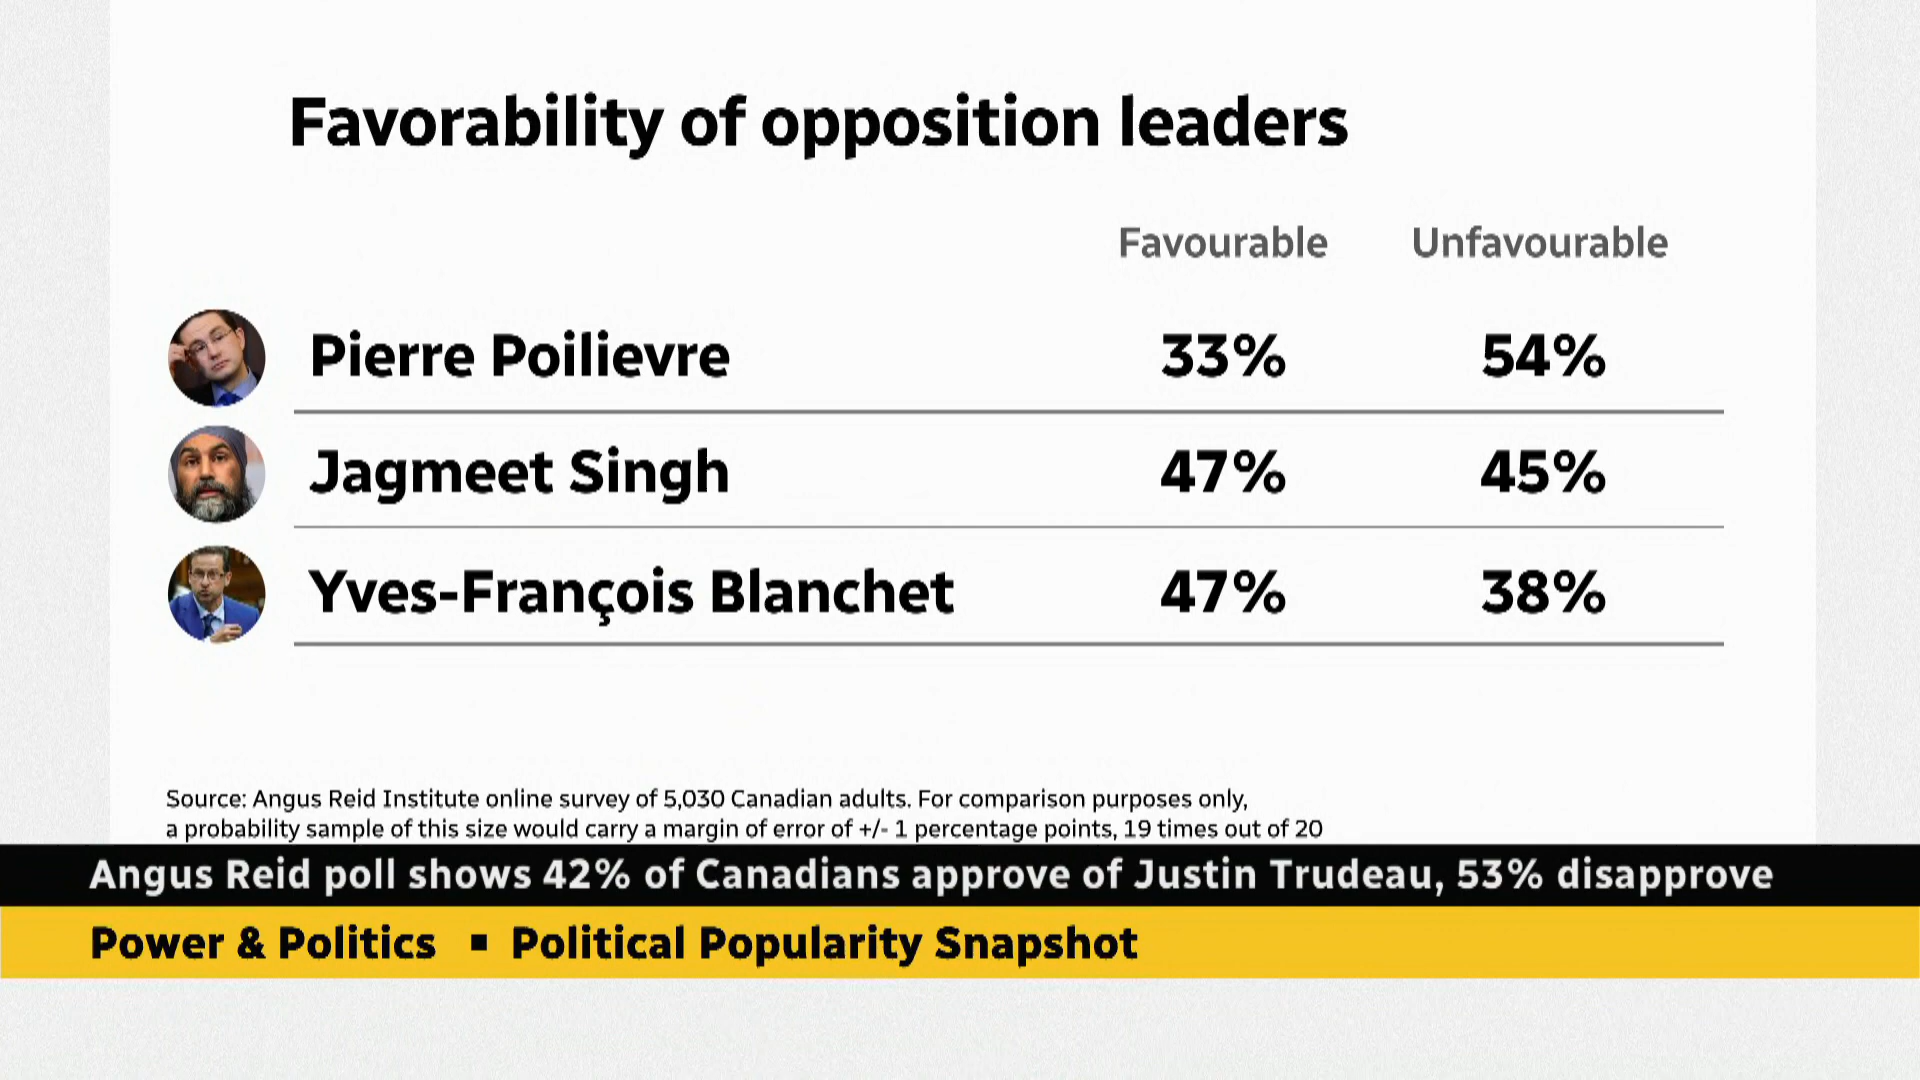 Favorability of opposition leaders
Favourable Unfavourable
Pierre Poilievre 33% 54%
Jagmeet Singh 47% 45%
Yves-François Blanchet 47% 38%
Source: Angus Reid Institute online survey of 5,030 Canadian adults. For comparison purposes only,
a probability sample of this size would carry a margin of error of +/- 1 percentage points, 19 times out of 20
Angus Reid poll shows 42% of Canadians approve of Justin Trudeau, 53% disapprove
Power & Politics ▪ Political Popularity Snapshot